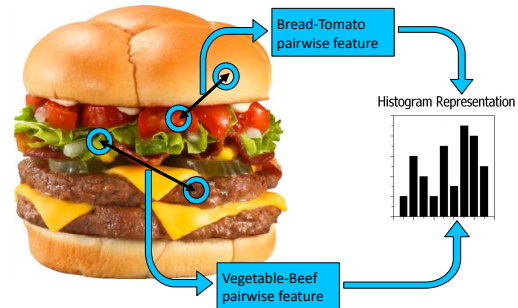 Bread-Tomato
pairwise feature
Histogram Representation
Vegetable-Beef
pairwise feature